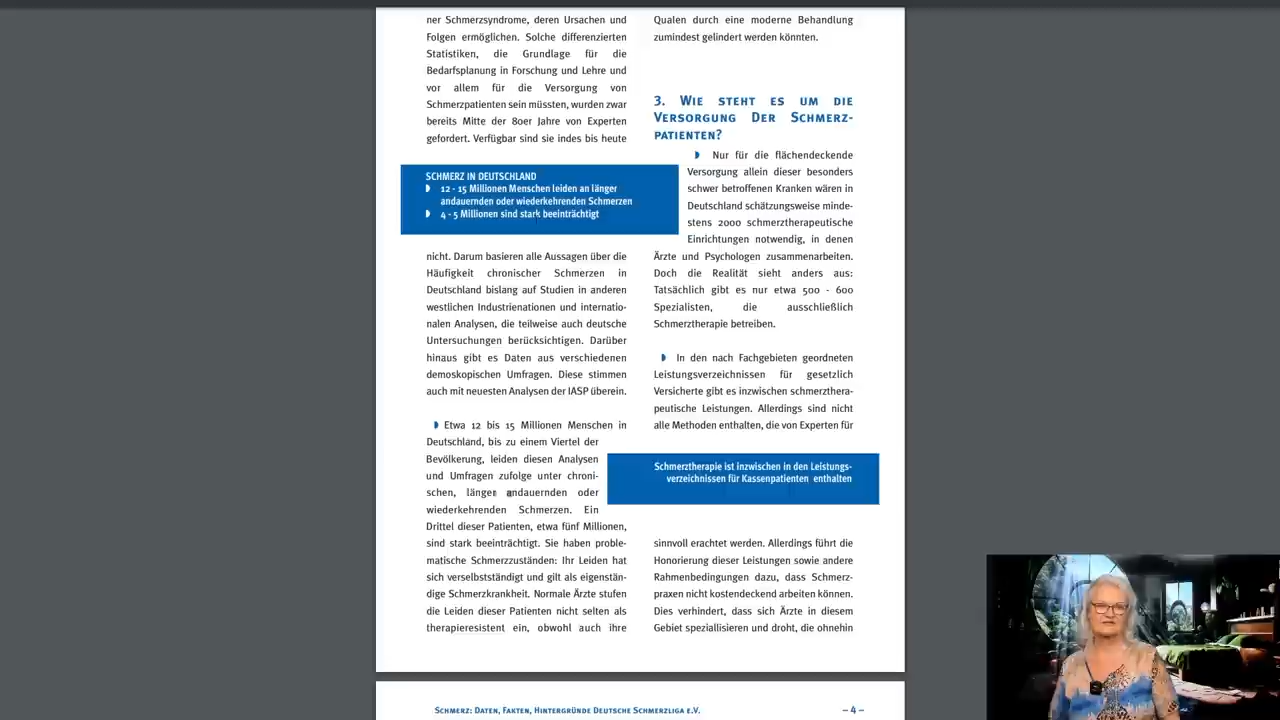 ner Schmerzsyndrome, deren Ursachen und
Folgen ermöglichen. Solche differenzierten
Statistiken, die Grundlage für die
Bedarfsplanung in Forschung und Lehre und
vor allem für die Versorgung von
Schmerzpatienten sein müssten, wurden zwar
bereits Mitte der 80er Jahre von Experten
gefordert. Verfügbar sind sie indes bis heute
SCHMERZ IN DEUTSCHLAND
12 - 15 Millionen Menschen leiden an länger
andauernden oder wiederkehrenden Schmerzen
4 - 5 Millionen sind stark beeinträchtigt
nicht. Darum basieren alle Aussagen über die
Häufigkeit chronischer Schmerzen in
Deutschland bislang auf Studien in anderen
westlichen Industrienationen und internatio-
nalen Analysen, die teilweise auch deutsche
Untersuchungen berücksichtigen. Darüber
hinaus gibt es Daten aus verschiedenen
demoskopischen Umfragen. Diese stimmen
auch mit neuesten Analysen der IASP überein.
Etwa 12 bis 15 Millionen Menschen in
Deutschland, bis zu einem Viertel der
Bevölkerung, leiden diesen Analysen
und Umfragen zufolge unter chroni-
schen, länger andauernden oder
wiederkehrenden Schmerzen. Ein
Drittel dieser Patienten, etwa fünf Millionen,
sind stark beeinträchtigt. Sie haben proble-
matische Schmerzzuständen: Ihr Leiden hat
sich verselbstständigt und gilt als eigenstän-
dige Schmerzkrankheit. Normale Ärzte stufen
die Leiden dieser Patienten nicht selten als
therapieresistent ein, obwohl auch ihre
Qualen durch eine moderne Behandlung
zumindest gelindert werden könnten.
3. WIE STEHT ES UM DIE
VERSORGUNG DER SCHMERZ-
PATIENTEN?
Nur für die flächendeckende
Versorgung allein dieser besonders
schwer betroffenen Kranken wären in
Deutschland schätzungsweise minde-
stens 2000 schmerztherapeutische
Einrichtungen notwendig, in denen
Ärzte und Psychologen zusammenarbeiten.
Doch die Realität sieht anders aus:
Tatsächlich gibt es nur etwa 500 - 600
Spezialisten, die ausschließlich
Schmerztherapie betreiben.
In den nach Fachgebieten geordneten
Leistungsverzeichnissen für gesetzlich
Versicherte gibt es inzwischen schmerzthera-
peutische Leistungen. Allerdings sind nicht
alle Methoden enthalten, die von Experten für
Schmerztherapie ist inzwischen in den Leistungs-
verzeichnissen für Kassenpatienten enthalten
sinnvoll erachtet werden. Allerdings führt die
Honorierung dieser Leistungen sowie andere
Rahmenbedingungen dazu, dass Schmerz-
praxen nicht kostendeckend arbeiten können.
Dies verhindert, dass sich Ärzte in diesem
Gebiet speziallisieren und droht, die ohnehin
SCHMERZ: DATEN, FAKTEN, HINTERGRÜNDE DEUTSCHE SCHMERZLIGA E.V.
– 4 –